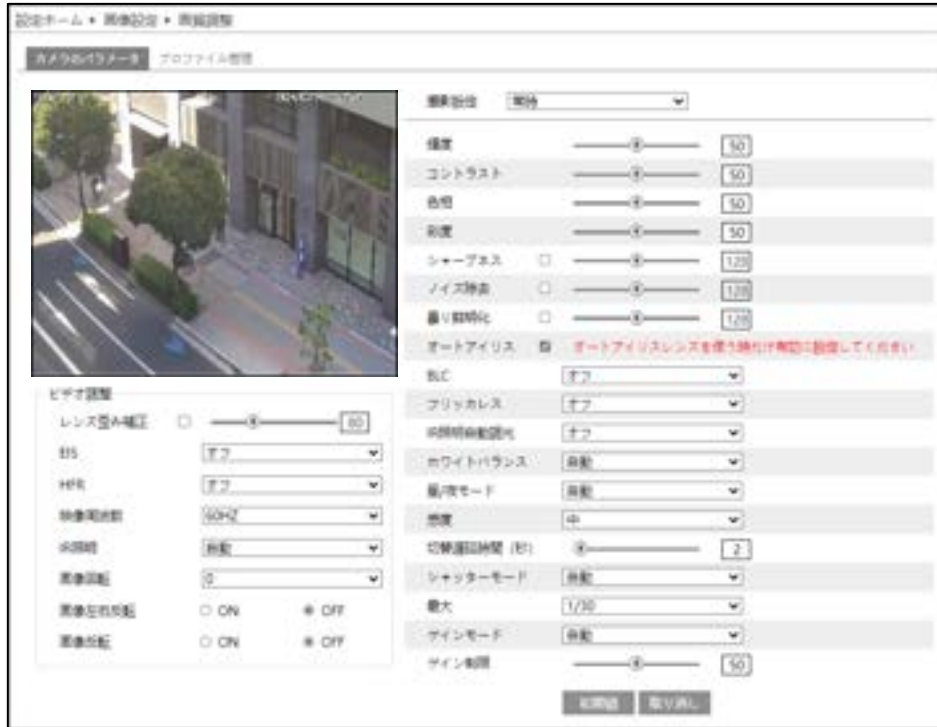 設定ホーム ▸ 画像設定 ▸ 画質調整
カメラのパラメータ プロファイル管理
撮影設定 常時
輝度 50
コントラスト 50
色相 50
彩度 50
シャープネス 128
ノイズ除去 128
曇り鮮明化 128
オートアイリス オートアイリスレンズを使う時だけ有効に設定してください
BLC オフ
フリッカレス オフ
IR照明自動調光 オフ
ホワイトバランス 自動
昼/夜モード 自動
感度 中
切替遅延時間（秒） 2
シャッターモード 自動
最大 1/30
ゲインモード 自動
ゲイン制限 50
初期値 取り消し
ビデオ調整
レンズ歪み補正
EIS オフ
HFR オフ
映像周波数 60HZ
IR照明 自動
画像回転 0
画像左右反転 ON OFF
画像反転 ON OFF